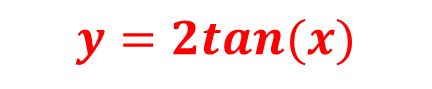 y = 2tan(x)